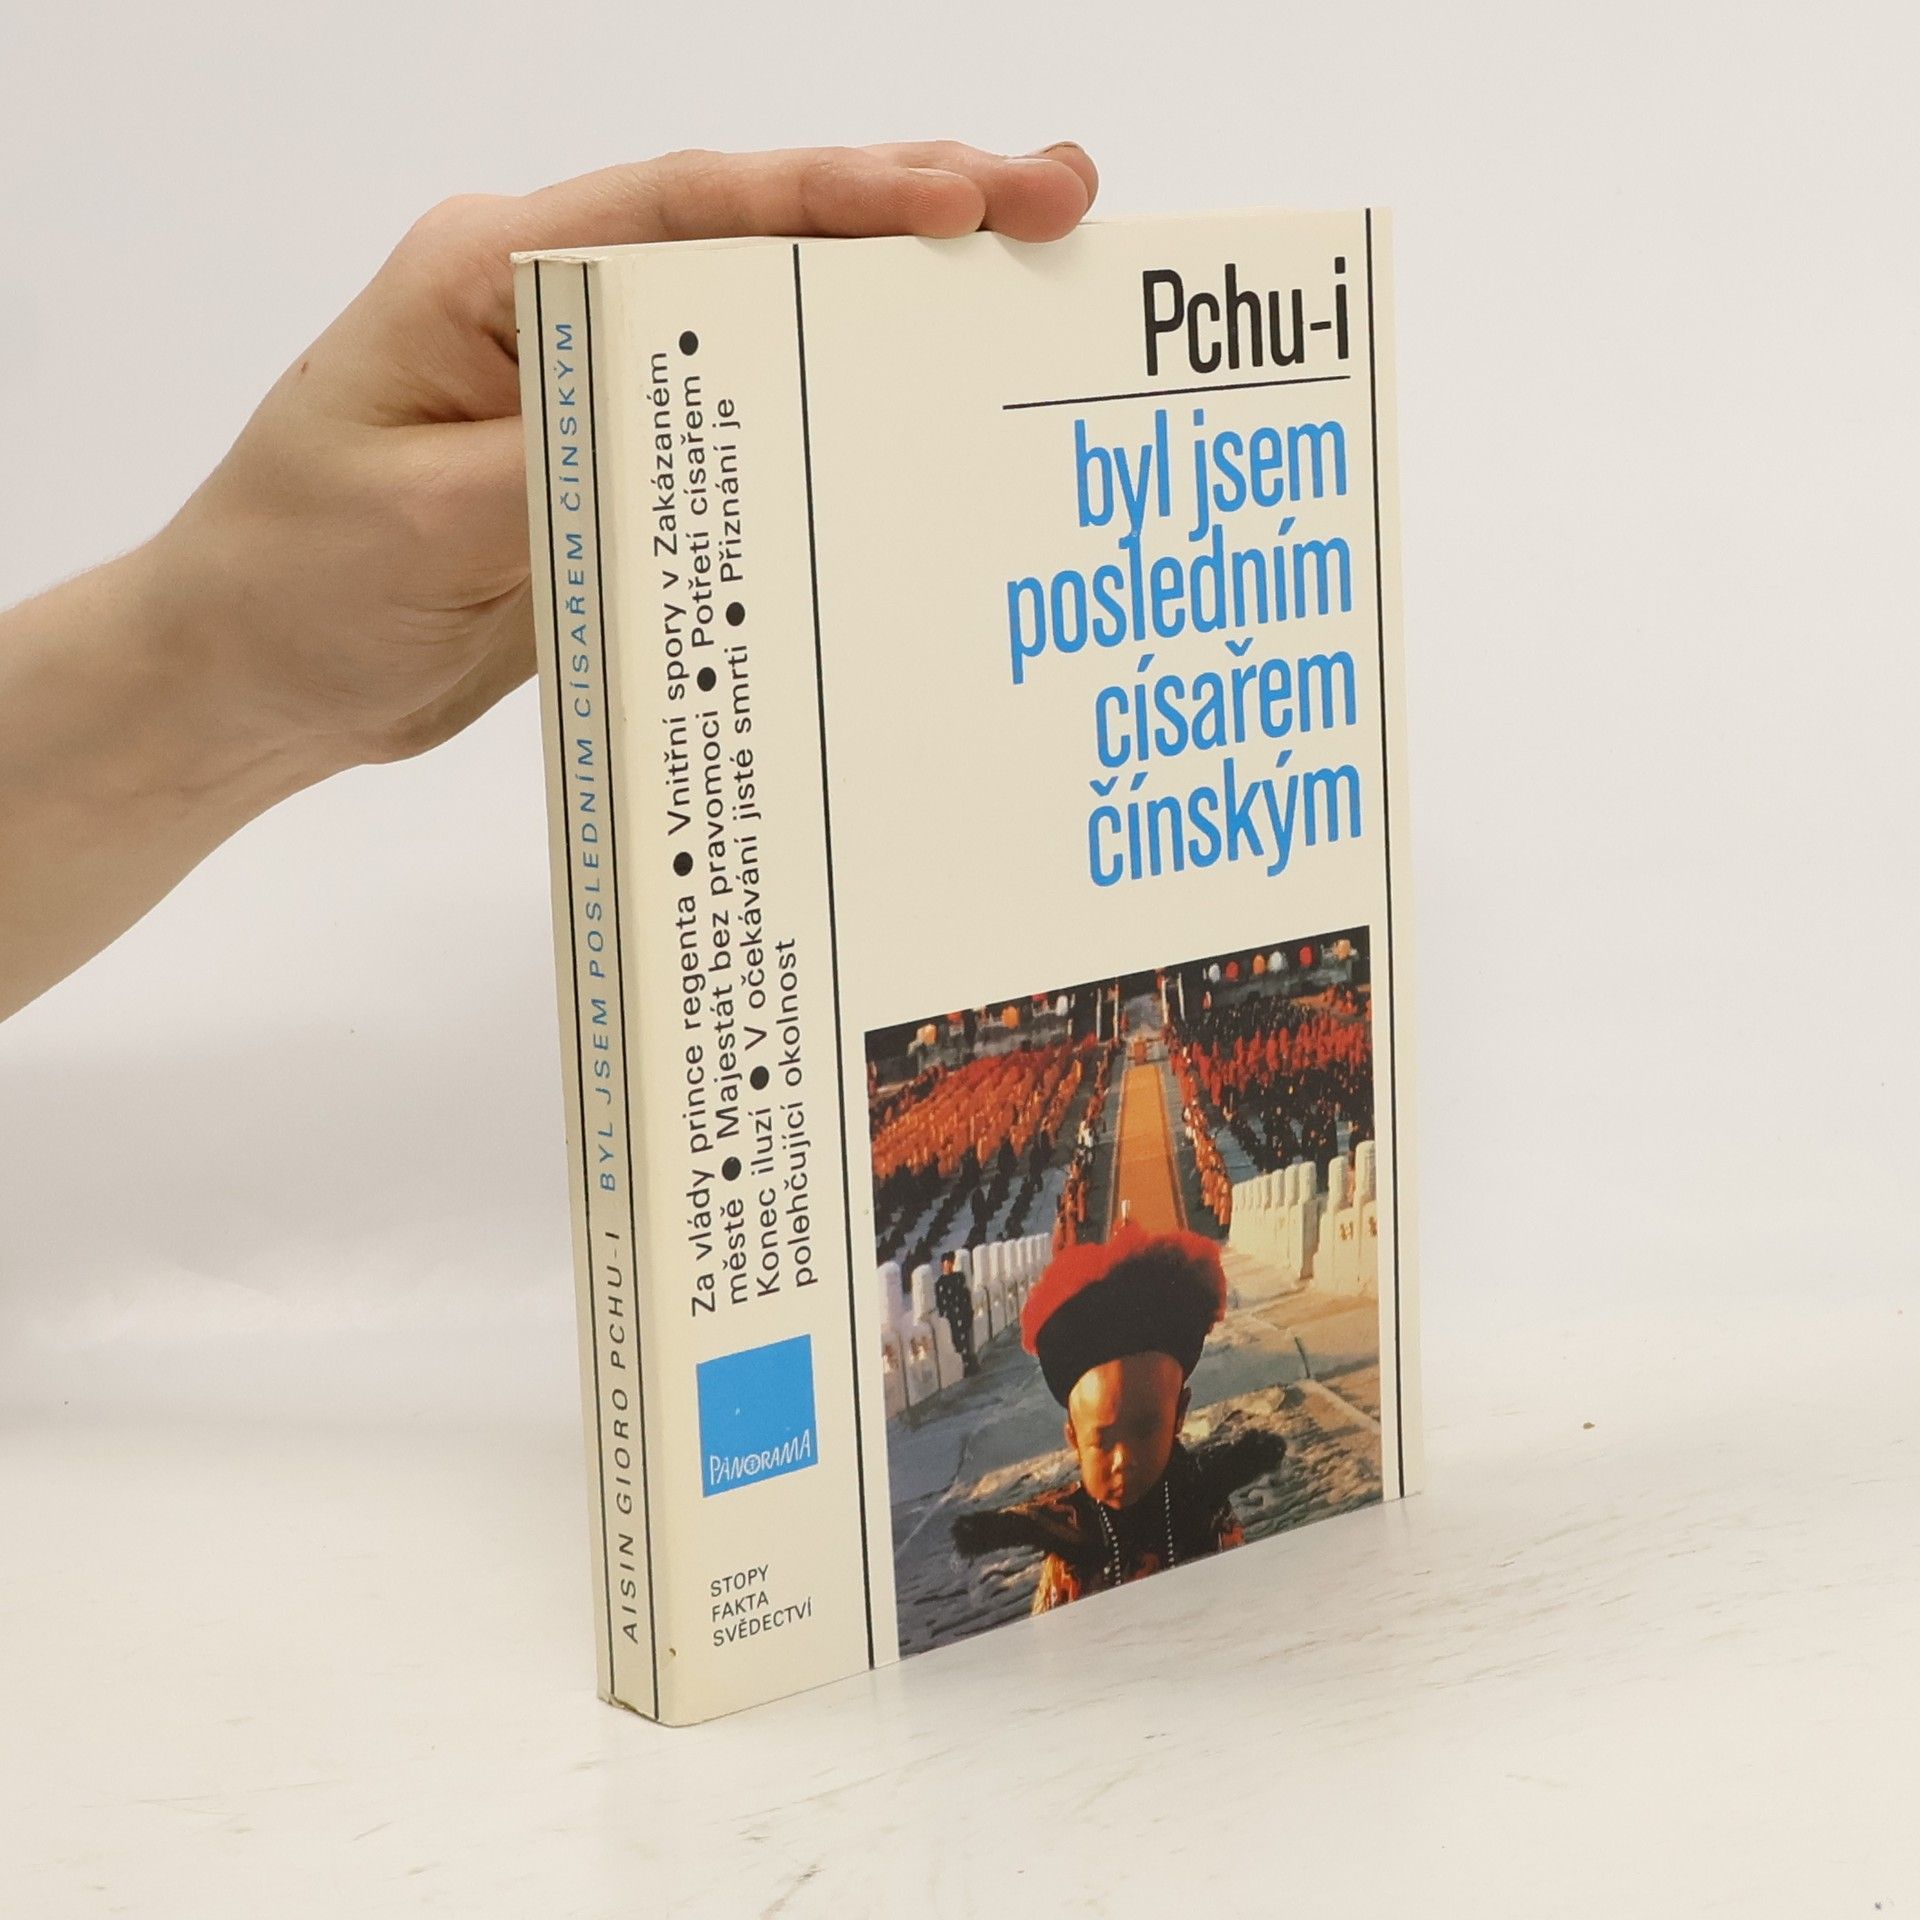 AISIN GIORO PCHU-I BYL JSEM POSLEDNÍM CÍSAŘEM ČÍNSKÝM
Za vlády prince regenta ● Vnitřní spory v Zakázaném
městě ● Majestát bez pravomoci ● Potřetí císařem ●
Konec iluzí ● V očekávání jisté smrti ● Přiznání je
polehčující okolnost
PANORAMA
STOPY
FAKTA
SVĚDECTVÍ
Pchu-i
byl jsem
posledním
císařem
čínským